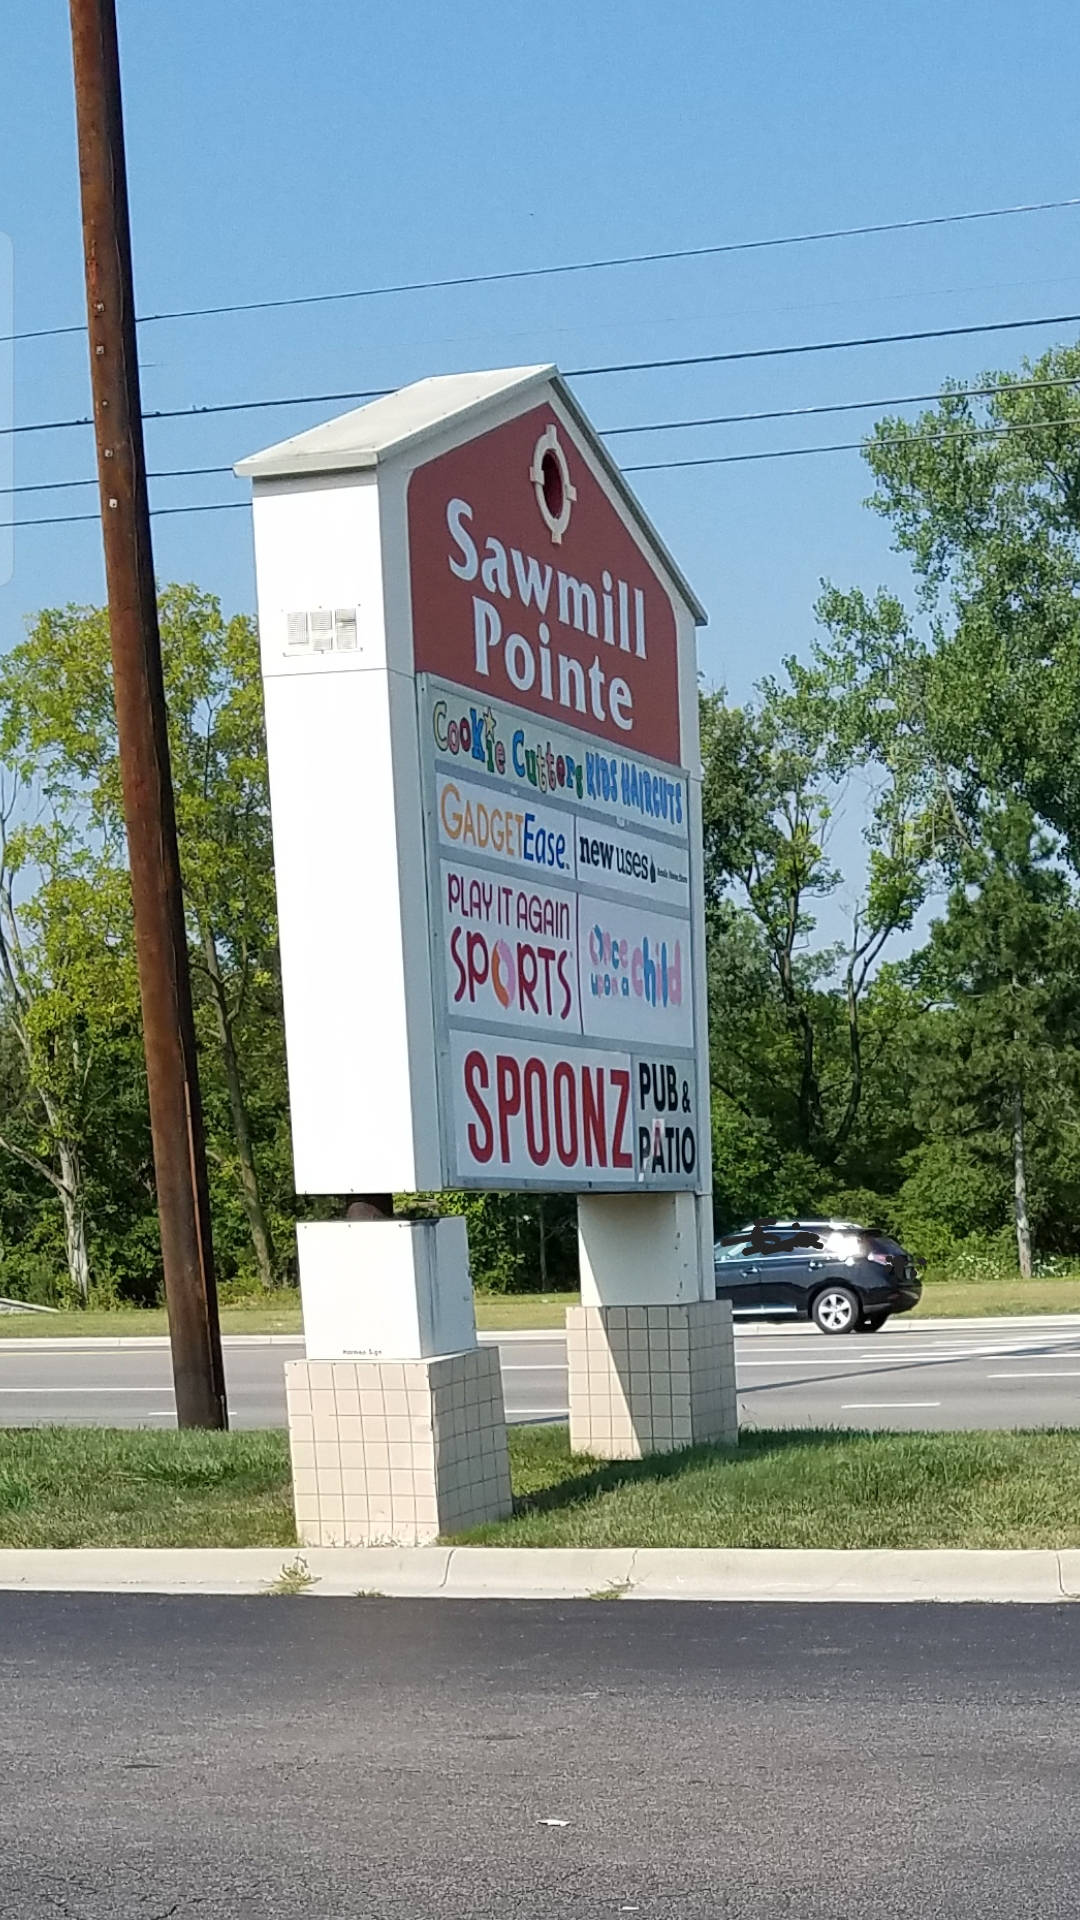 Sawmill
Pointe
Cookie Cutters KIDS HAIRCUTS
GADGETEase.
new uses
PLAY IT AGAIN
SPORTS
Once
upon a child
SPOONZ
PUB &
PATIO